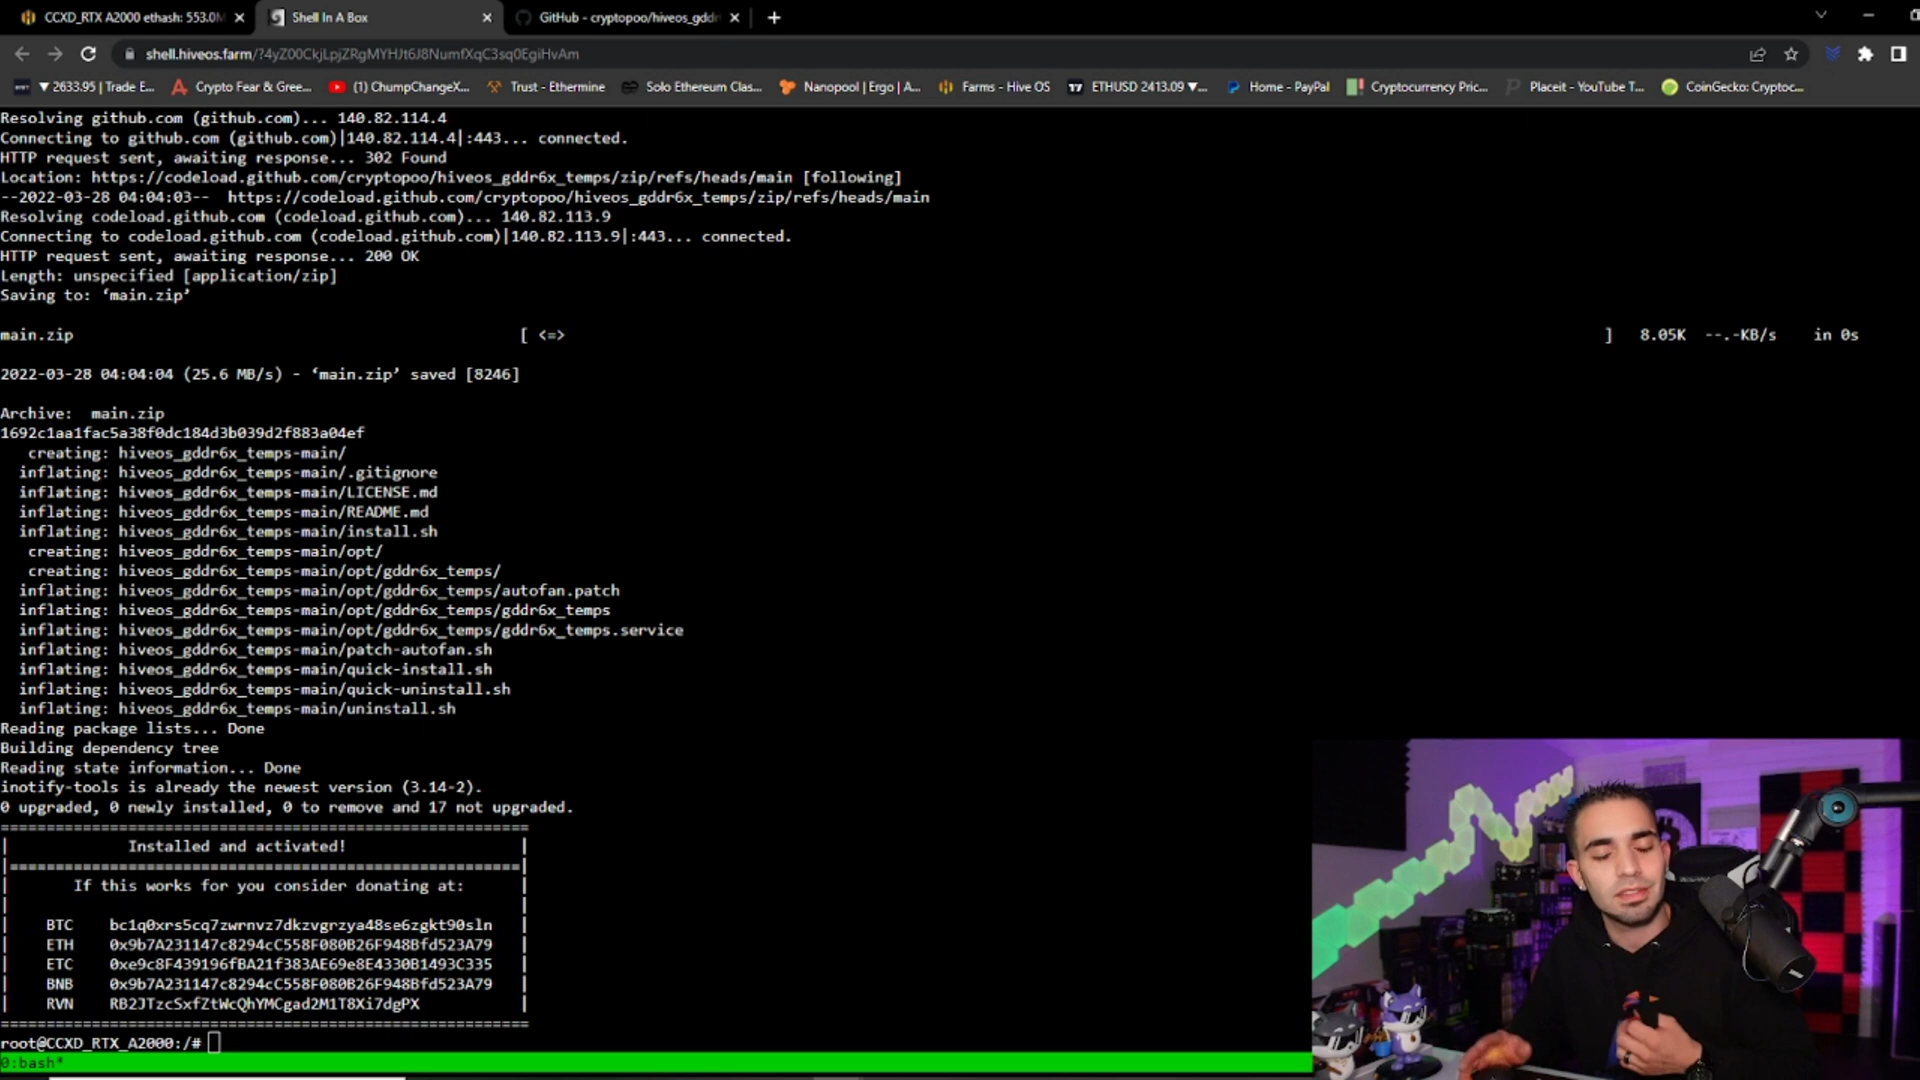 CCXD_RTX A2000 ethash: 553.0M
Shell In A Box
GitHub - cryptopoo/hiveos_gddr
shell.hiveos.farm/?4yZ00CkjLpjZRgMYHJt6J8NumfXqC3sq0EgiHvAm
▼ 2633.95 | Trade E...
Crypto Fear & Gree...
(1) ChumpChangeX...
Trust - Ethermine
Solo Ethereum Clas...
Nanopool | Ergo | A...
Farms - Hive OS
ETHUSD 2413.09 ▼...
Home - PayPal
Cryptocurrency Pric...
Placeit - YouTube T...
CoinGecko: Cryptoc...
Resolving github.com (github.com)... 140.82.114.4
Connecting to github.com (github.com)|140.82.114.4|:443... connected.
HTTP request sent, awaiting response... 302 Found
Location: https://codeload.github.com/cryptopoo/hiveos_gddr6x_temps/zip/refs/heads/main [following]
--2022-03-28 04:04:03--  https://codeload.github.com/cryptopoo/hiveos_gddr6x_temps/zip/refs/heads/main
Resolving codeload.github.com (codeload.github.com)... 140.82.113.9
Connecting to codeload.github.com (codeload.github.com)|140.82.113.9|:443... connected.
HTTP request sent, awaiting response... 200 OK
Length: unspecified [application/zip]
Saving to: ‘main.zip’
main.zip [ <=> ] 8.05K --.-KB/s in 0s
2022-03-28 04:04:04 (25.6 MB/s) - ‘main.zip’ saved [8246]
Archive:  main.zip
1692c1aa1fac5a38f0dc184d3b039d2f883a04ef
creating: hiveos_gddr6x_temps-main/
inflating: hiveos_gddr6x_temps-main/.gitignore
inflating: hiveos_gddr6x_temps-main/LICENSE.md
inflating: hiveos_gddr6x_temps-main/README.md
inflating: hiveos_gddr6x_temps-main/install.sh
creating: hiveos_gddr6x_temps-main/opt/
creating: hiveos_gddr6x_temps-main/opt/gddr6x_temps/
inflating: hiveos_gddr6x_temps-main/opt/gddr6x_temps/autofan.patch
inflating: hiveos_gddr6x_temps-main/opt/gddr6x_temps/gddr6x_temps
inflating: hiveos_gddr6x_temps-main/opt/gddr6x_temps/gddr6x_temps.service
inflating: hiveos_gddr6x_temps-main/patch-autofan.sh
inflating: hiveos_gddr6x_temps-main/quick-install.sh
inflating: hiveos_gddr6x_temps-main/quick-uninstall.sh
inflating: hiveos_gddr6x_temps-main/uninstall.sh
Reading package lists... Done
Building dependency tree
Reading state information... Done
inotify-tools is already the newest version (3.14-2).
0 upgraded, 0 newly installed, 0 to remove and 17 not upgraded.
Installed and activated!
If this works for you consider donating at:
BTC bc1q0xrs5cq7zwrnvz7dkzvgrzya48se6zgkt90sln
ETH 0x9b7A231147c8294cC558F080B26F948Bfd523A79
ETC 0xe9c8F439196fBA21f383AE69e8E4330B1493C335
BNB 0x9b7A231147c8294cC558F080B26F948Bfd523A79
RVN RB2JTzcSxfZtWcQhYMCgad2M1T8Xi7dgPX
root@CCXD_RTX_A2000:/#
0:bash*